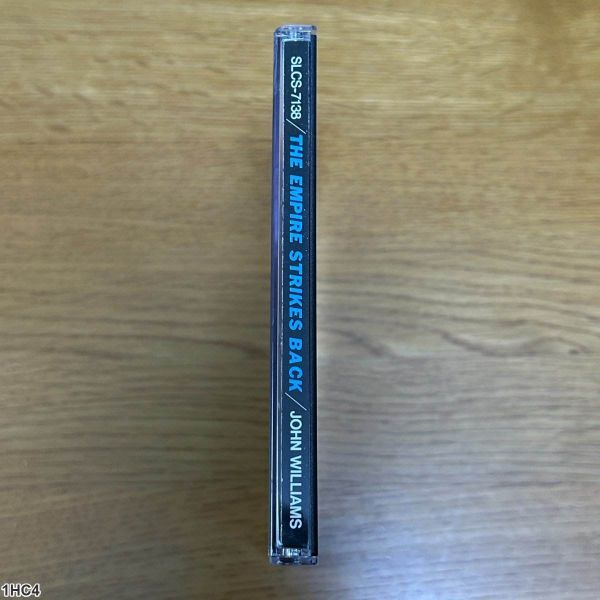 SLCS-7138/THE EMPIRE STRIKES BACK/JOHN WILLIAMS
1HC4